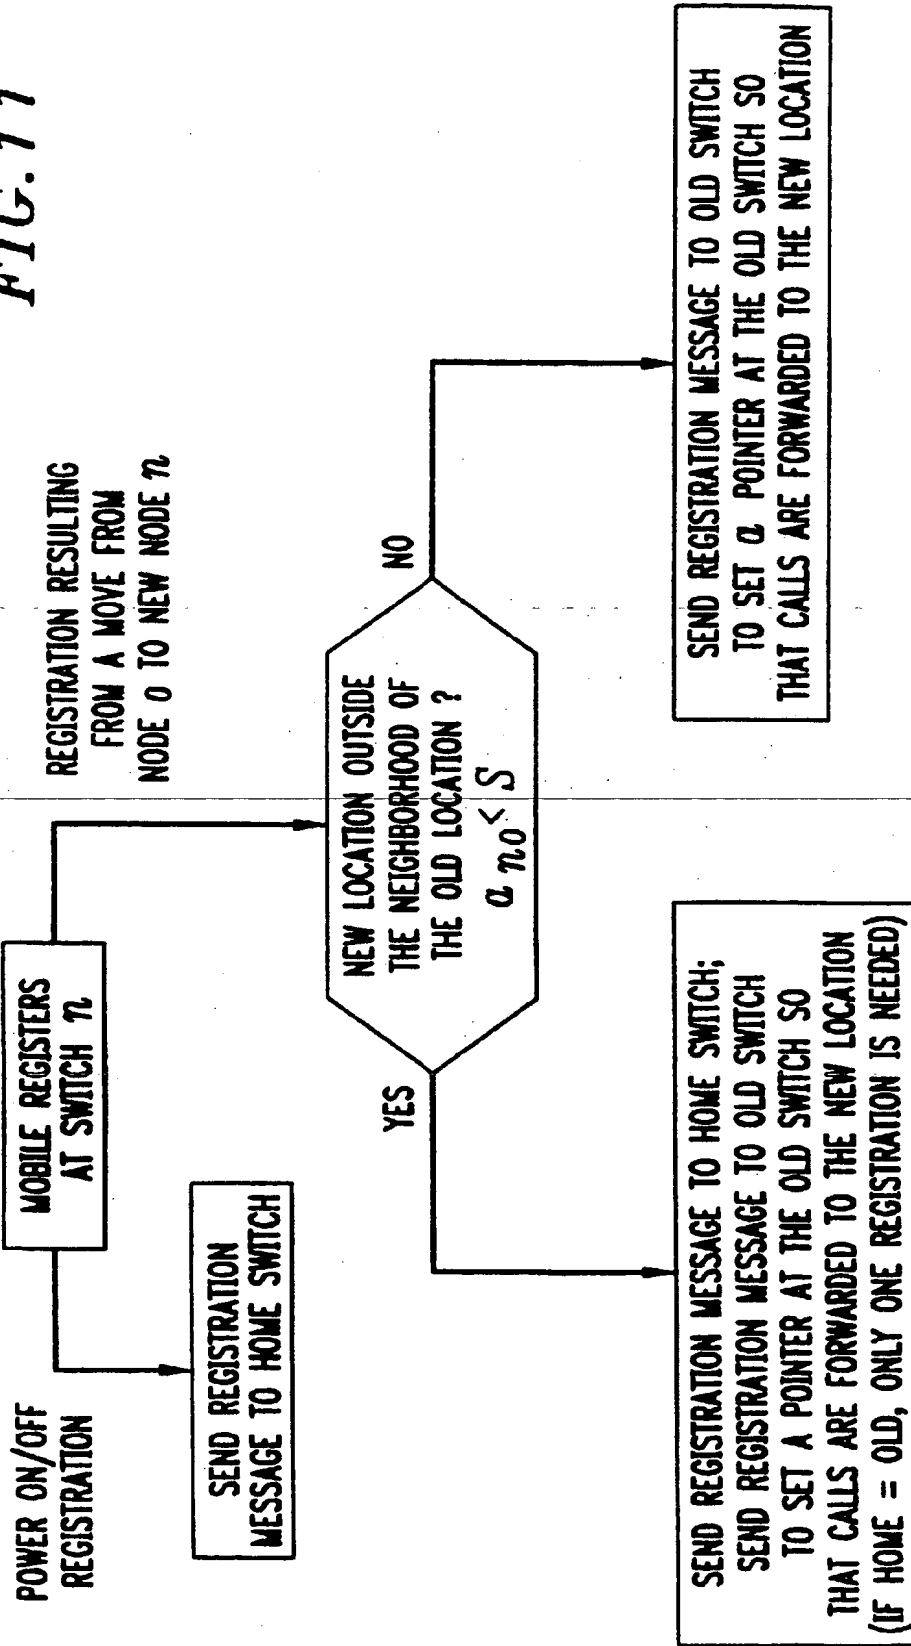 FIG. 11
MOBILE REGISTERS
AT SWITCH n
POWER ON/OFF
REGISTRATION
REGISTRATION RESULTING
FROM A MOVE FROM
NODE O TO NEW NODE n
SEND REGISTRATION
MESSAGE TO HOME SWITCH
NEW LOCATION OUTSIDE
THE NEIGHBORHOOD OF
THE OLD LOCATION ?
a no < S
YES
NO
SEND REGISTRATION MESSAGE TO HOME SWITCH;
SEND REGISTRATION MESSAGE TO OLD SWITCH
TO SET A POINTER AT THE OLD SWITCH SO
THAT CALLS ARE FORWARDED TO THE NEW LOCATION
(IF HOME = OLD, ONLY ONE REGISTRATION IS NEEDED)
SEND REGISTRATION MESSAGE TO OLD SWITCH
TO SET a POINTER AT THE OLD SWITCH SO
THAT CALLS ARE FORWARDED TO THE NEW LOCATION